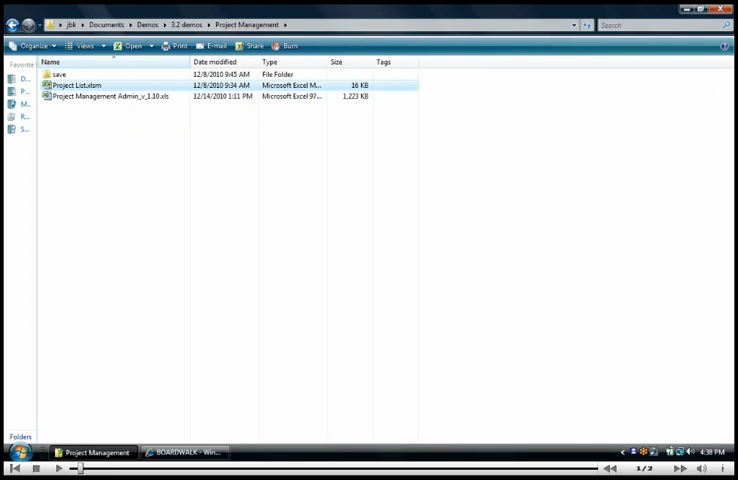 jbk ▸ Documents ▸ Demos ▸ 3.2 demos ▸ Project Management ▸ Search
Organize Views Open Print E-mail Share Burn
Favorite
Name Date modified Type Size Tags
save 12/8/2010 9:45 AM File Folder
Project List.xlsm 12/8/2010 9:34 AM Microsoft Excel M... 16 KB
Project Management Admin_v_1.10.xls 12/14/2010 1:11 PM Microsoft Excel 97... 1,223 KB
D...
P...
M...
R...
S...
Folders
Project Management BOARDWALK - Win... 4:38 PM
1/2